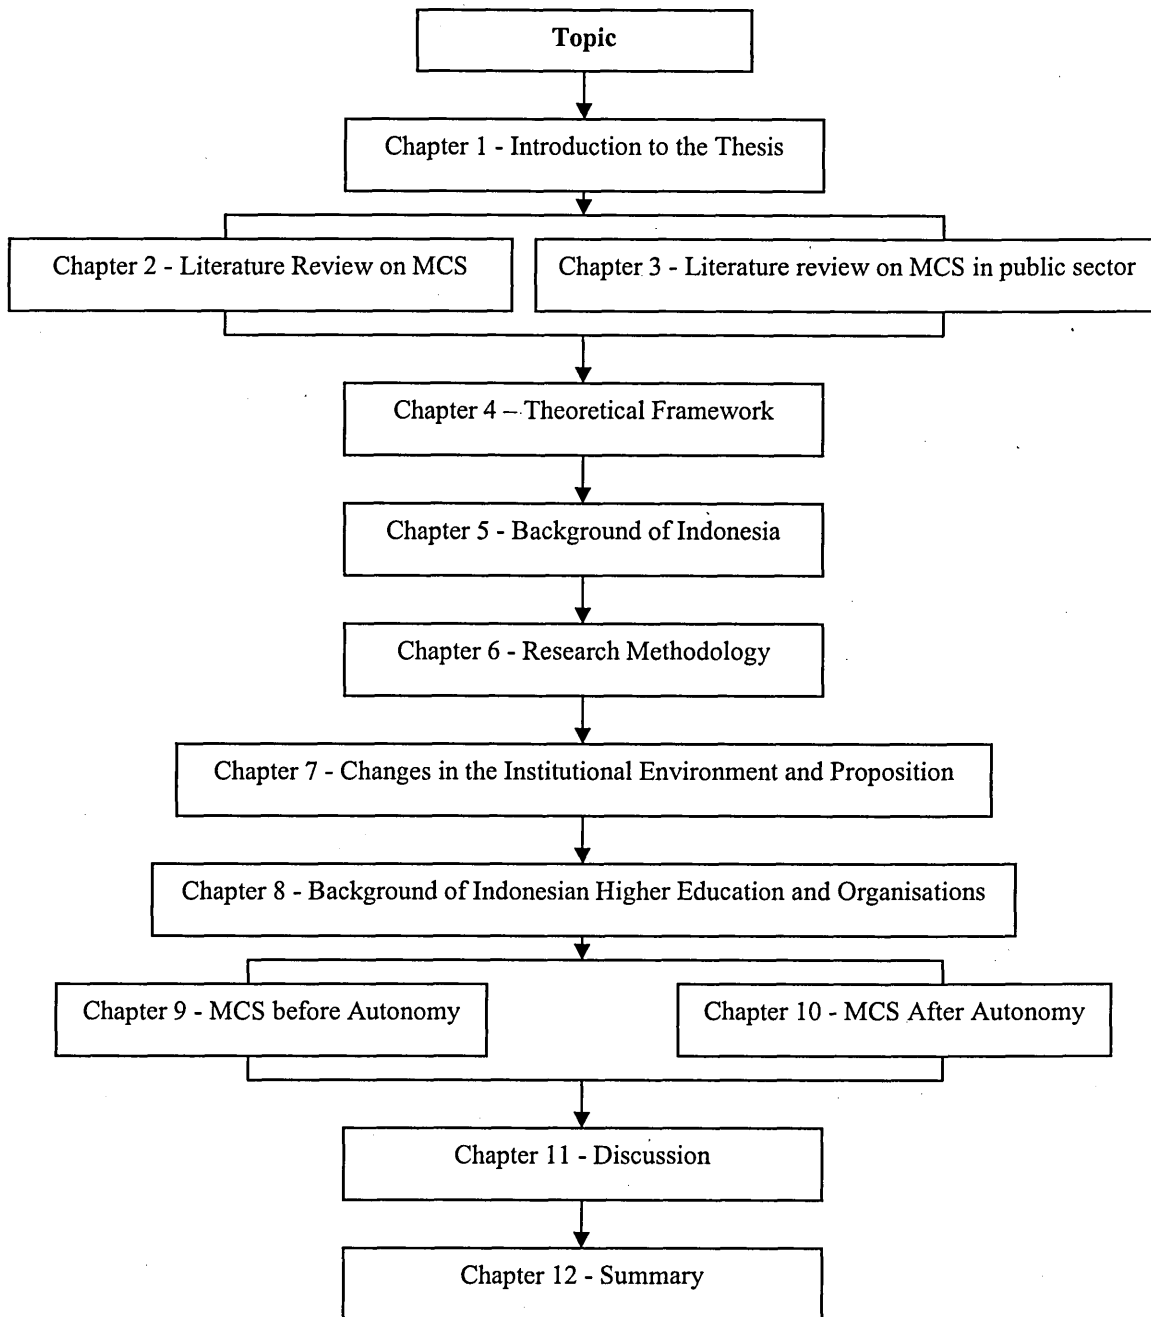 Topic
Chapter 1 - Introduction to the Thesis
Chapter 2 - Literature Review on MCS
Chapter 3 - Literature review on MCS in public sector
Chapter 4 – Theoretical Framework
Chapter 5 - Background of Indonesia
Chapter 6 - Research Methodology
Chapter 7 - Changes in the Institutional Environment and Proposition
Chapter 8 - Background of Indonesian Higher Education and Organisations
Chapter 9 - MCS before Autonomy
Chapter 10 - MCS After Autonomy
Chapter 11 - Discussion
Chapter 12 - Summary